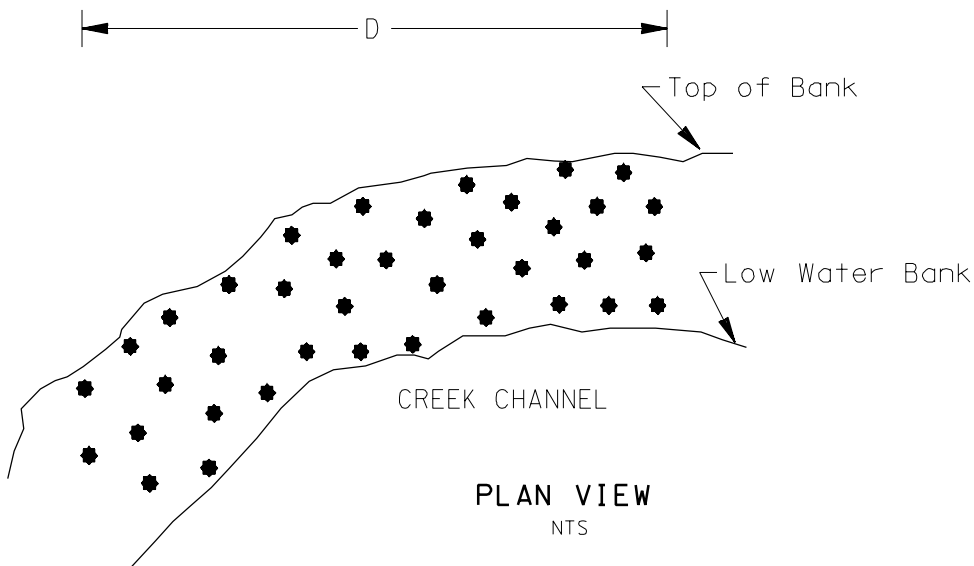 D
Top of Bank
Low Water Bank
CREEK CHANNEL
PLAN VIEW
NTS